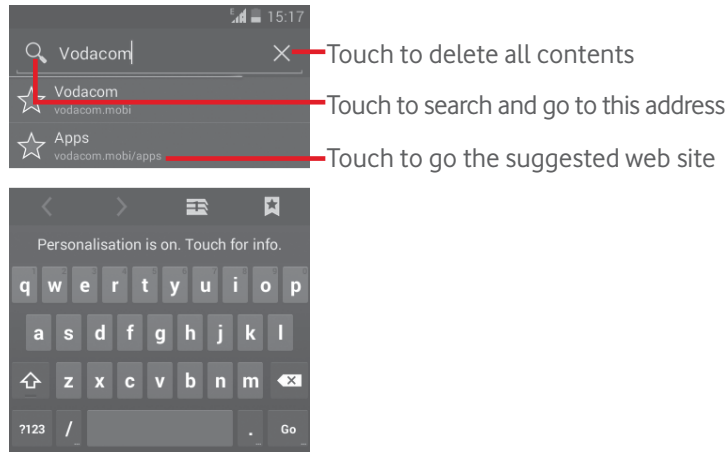 15:17
Vodacom
Touch to delete all contents
Vodacom
vodacom.mobi
Touch to search and go to this address
Apps
vodacom.mobi/apps
Touch to go the suggested web site
Personalisation is on. Touch for info.
q w e r t y u i o p
a s d f g h j k l
z x c v b n m
?123 / . Go